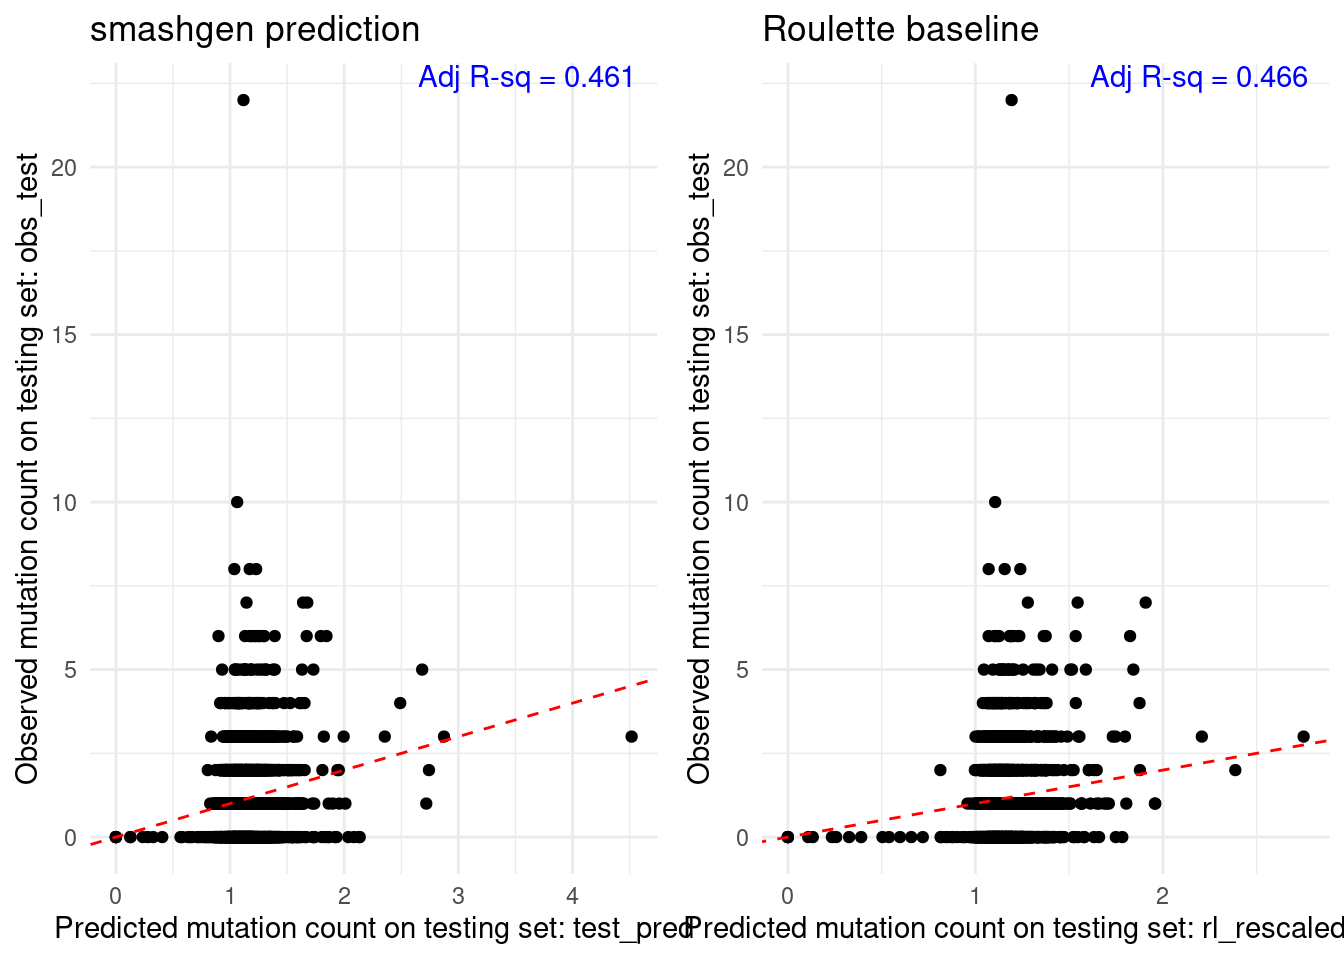 smashgen prediction
Adj R-sq = 0.461
Observed mutation count on testing set: obs_test
20
15
10
5
0
0 1 2 3 4
Predicted mutation count on testing set: test_pred
Roulette baseline
Adj R-sq = 0.466
Observed mutation count on testing set: obs_test
20
15
10
5
0
0 1 2
Predicted mutation count on testing set: rl_rescaled